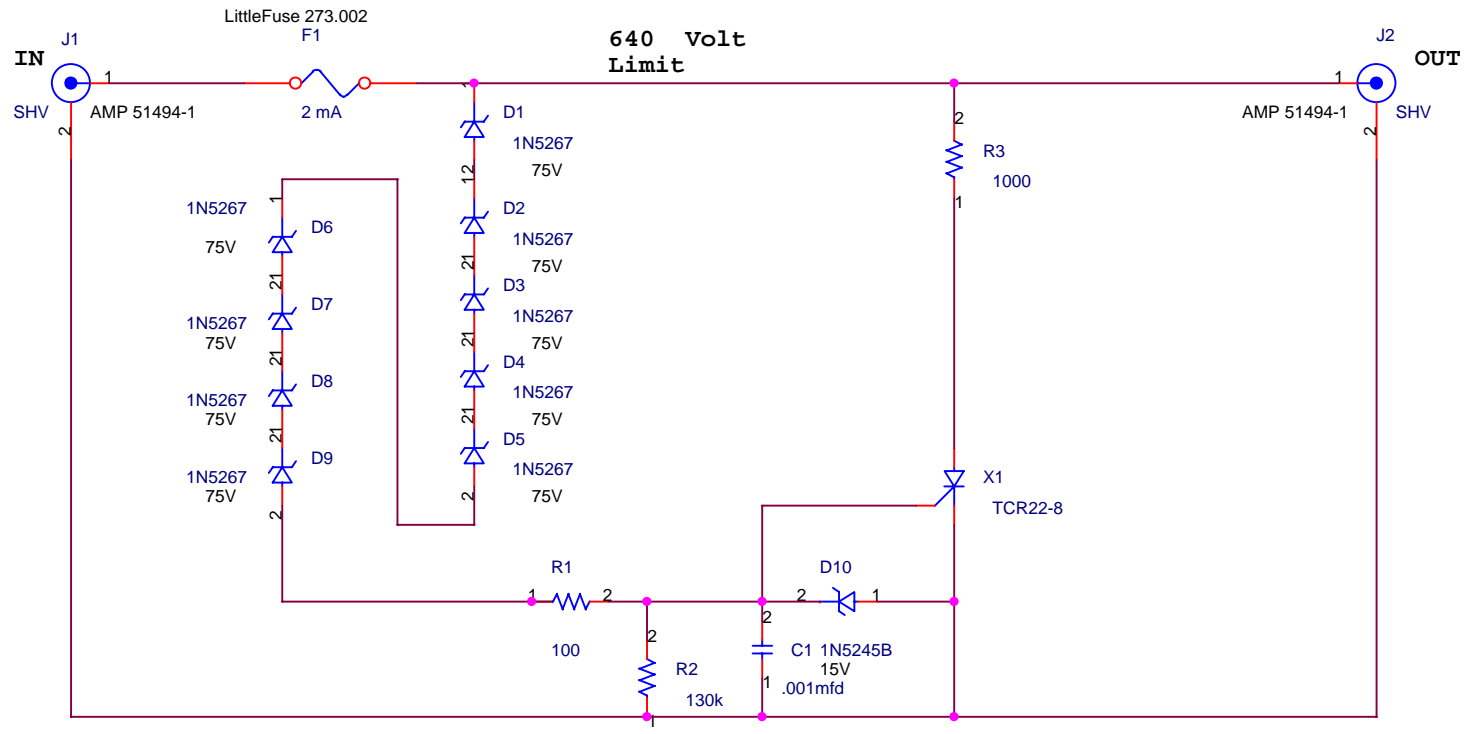 LittleFuse 273.002
J1
F1
640 Volt
J2
IN
Limit
OUT
1
1
1
SHV
AMP 51494-1
2 mA
AMP 51494-1
SHV
2
D1
2
2
1N5267
R3
75V
1000
12
1
1N5267
1
D2
D6
1N5267
75V
75V
21
21
D3
D7
1N5267
1N5267
75V
75V
21
21
D4
D8
1N5267
1N5267
75V
75V
21
21
D5
D9
1N5267
1N5267
75V
75V
2
2
X1
TCR22-8
R1
D10
1
2
2
1
2
2
100
C1 1N5245B
R2
15V
1
.001mfd
130k
1